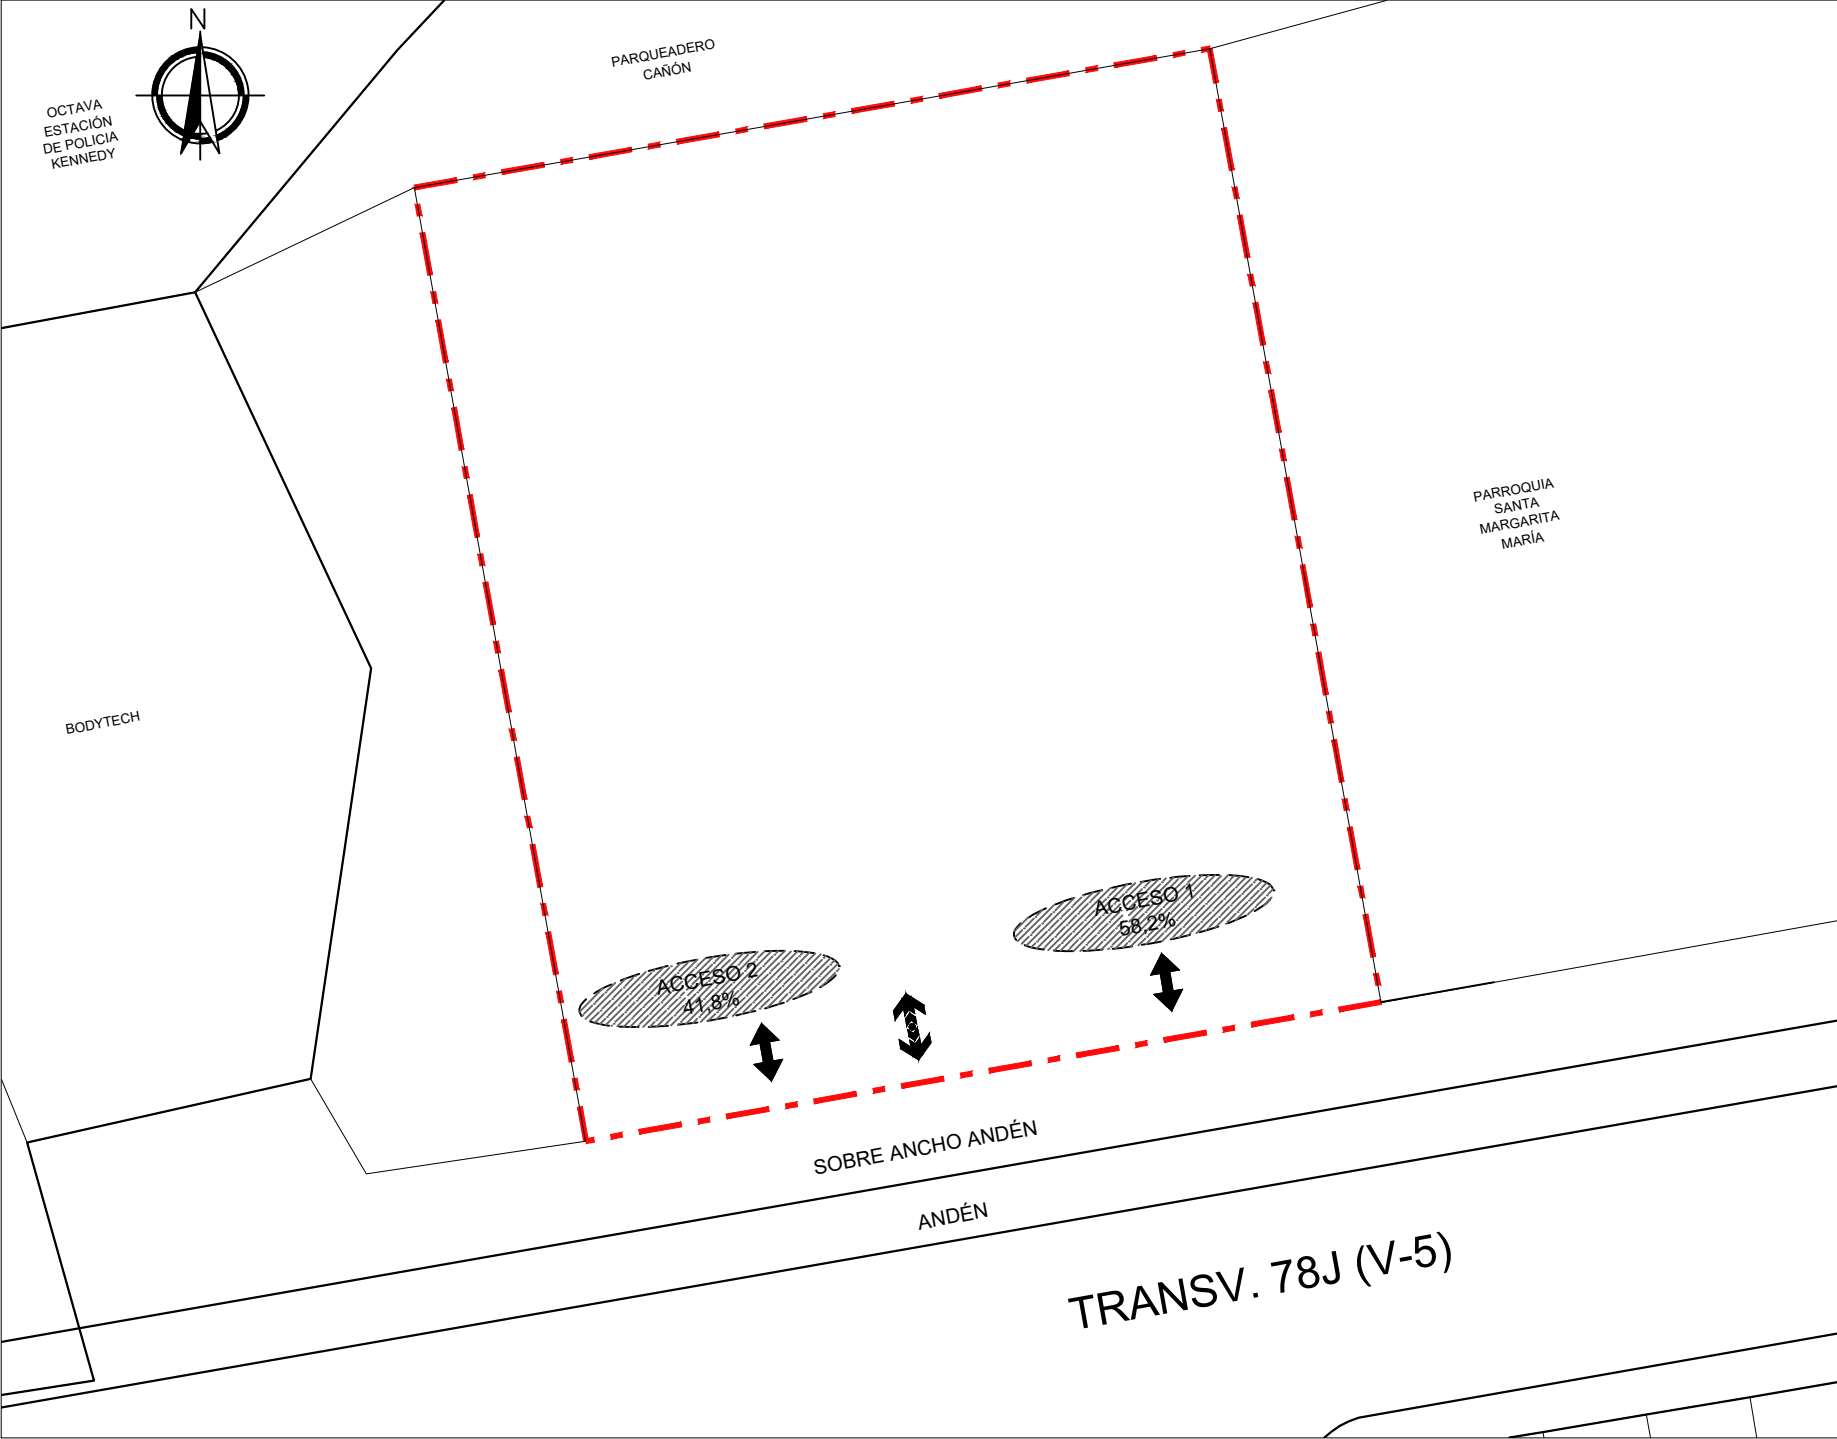 N
PARQUEADERO
CAÑÓN
OCTAVA
ESTACIÓN
DE POLICIA
KENNEDY
PARROQUIA
SANTA
MARGARITA
MARÍA
BODYTECH
ACCESO 1
58,2%
ACCESO 2
41,8%
SOBRE ANCHO ANDÉN
ANDÉN
TRANSV. 78J (V-5)